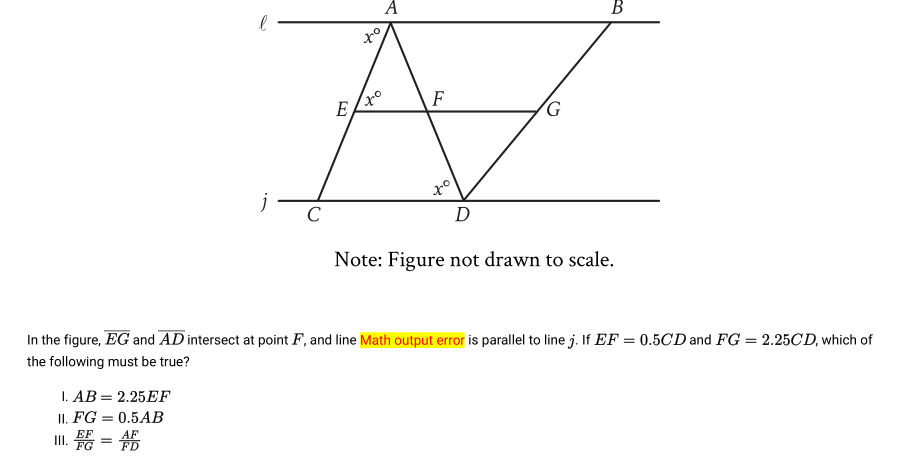 A B
ℓ
x°
x° F
E G
x°
j
C D
Note: Figure not drawn to scale.
In the figure, EG and AD intersect at point F, and line Math output error is parallel to line j. If EF = 0.5CD and FG = 2.25CD, which of
the following must be true?
I. AB = 2.25EF
II. FG = 0.5AB
III. EF/FG = AF/FD